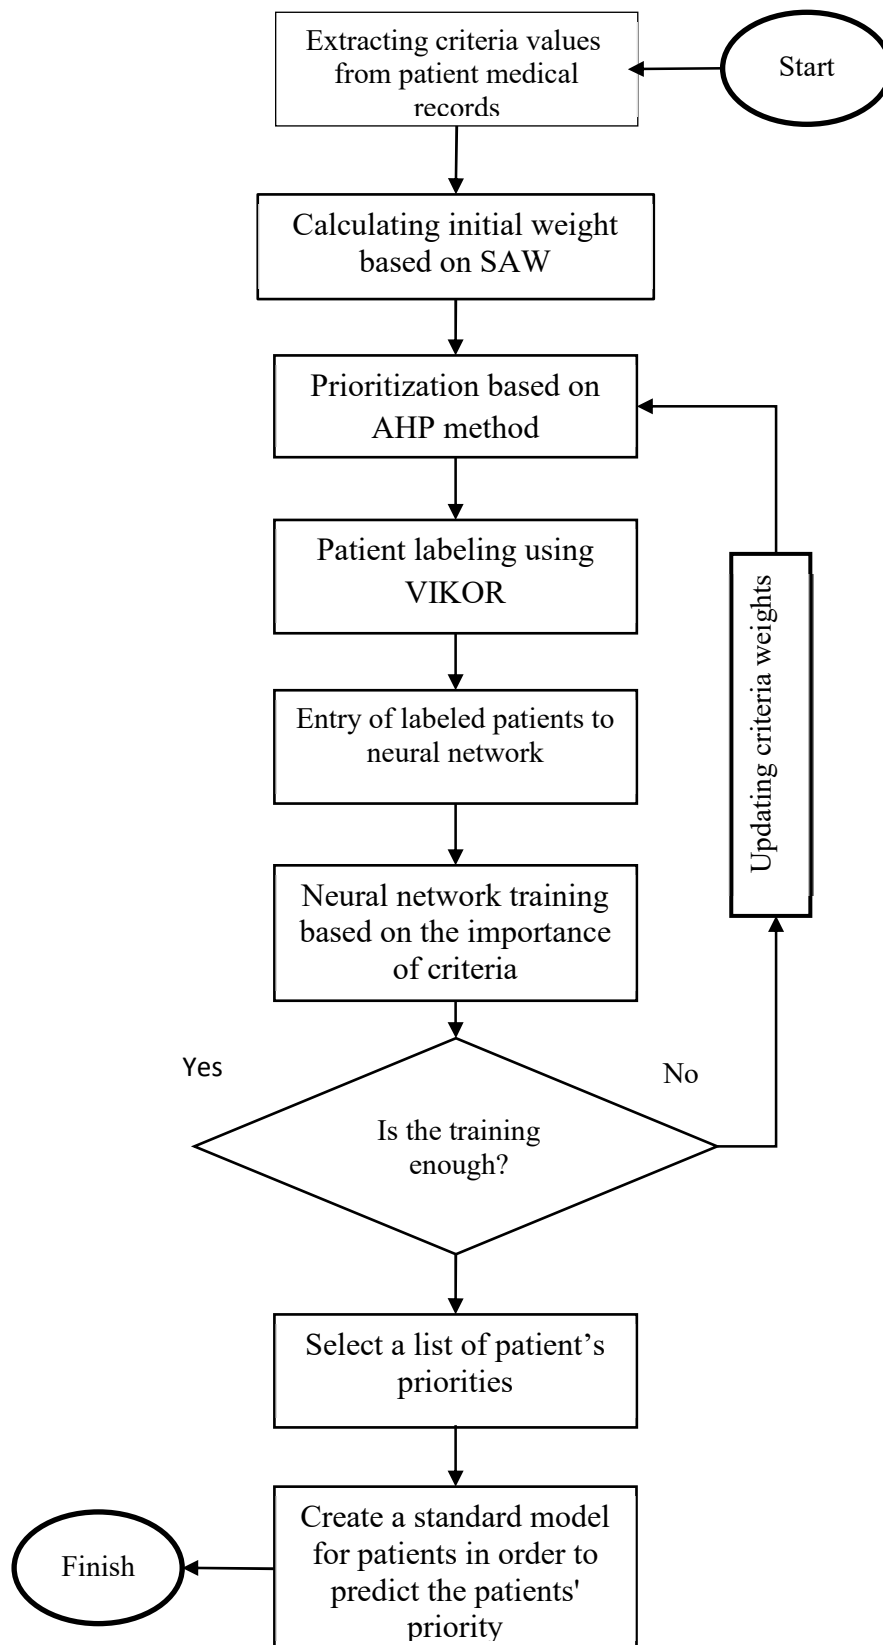 Extracting criteria values
from patient medical
records
Start
Calculating initial weight
based on SAW
Prioritization based on
AHP method
Patient labeling using
VIKOR
Updating criteria weights
Entry of labeled patients to
neural network
Neural network training
based on the importance
of criteria
Yes
No
Is the training
enough?
Select a list of patient’s
priorities
Create a standard model
for patients in order to
predict the patients'
priority
Finish